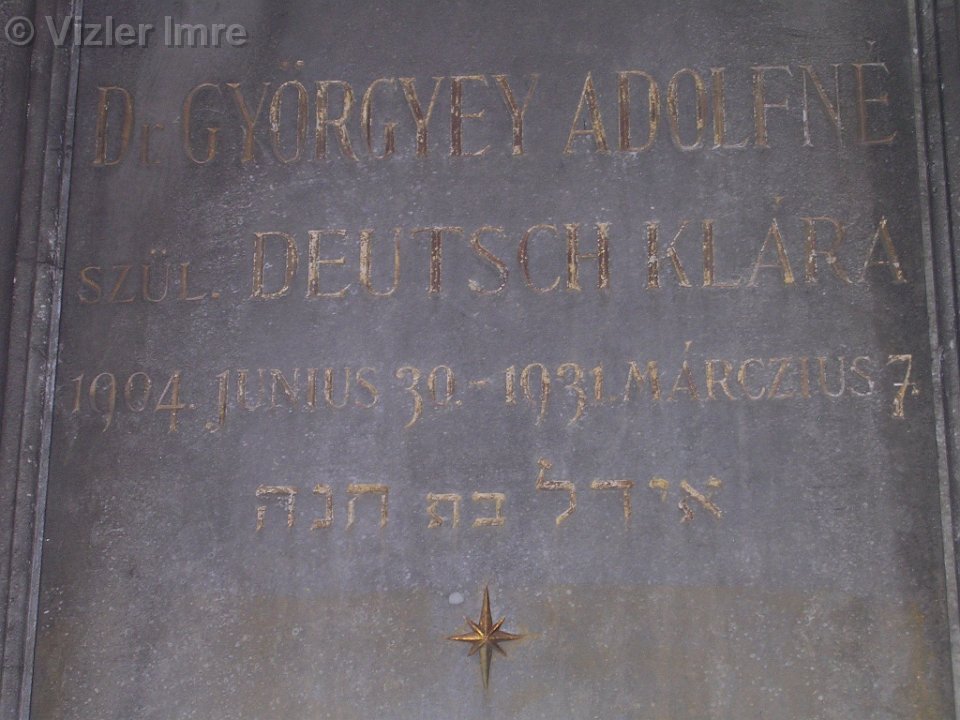 © Vizler Imre
Dr. GYÖRGYEY ADOLFNÉ
SZÜL. DEUTSCH KLÁRA
1904. JUNIUS 30. - 1931. MÁRCZIUS 7.
אידל בת חנה